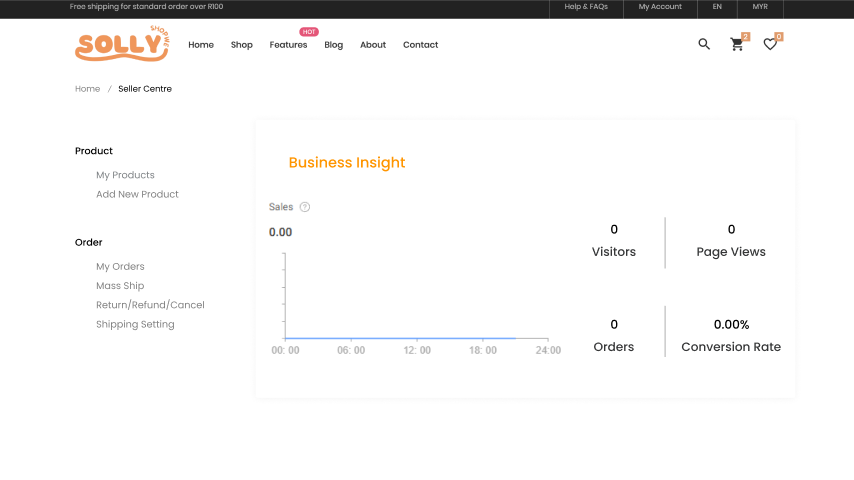 Free shipping for standard order over R100
Help & FAQs
My Account
EN
MYR
SOLLY
SHOPWE
Home
Shop
Features
HOT
Blog
About
Contact
2
0
Home / Seller Centre
Product
My Products
Add New Product
Order
My Orders
Mass Ship
Return/Refund/Cancel
Shipping Setting
Business Insight
Sales ?
0.00
00: 00 06: 00 12: 00 18: 00 24:00
0
Visitors
0
Page Views
0
Orders
0.00%
Conversion Rate